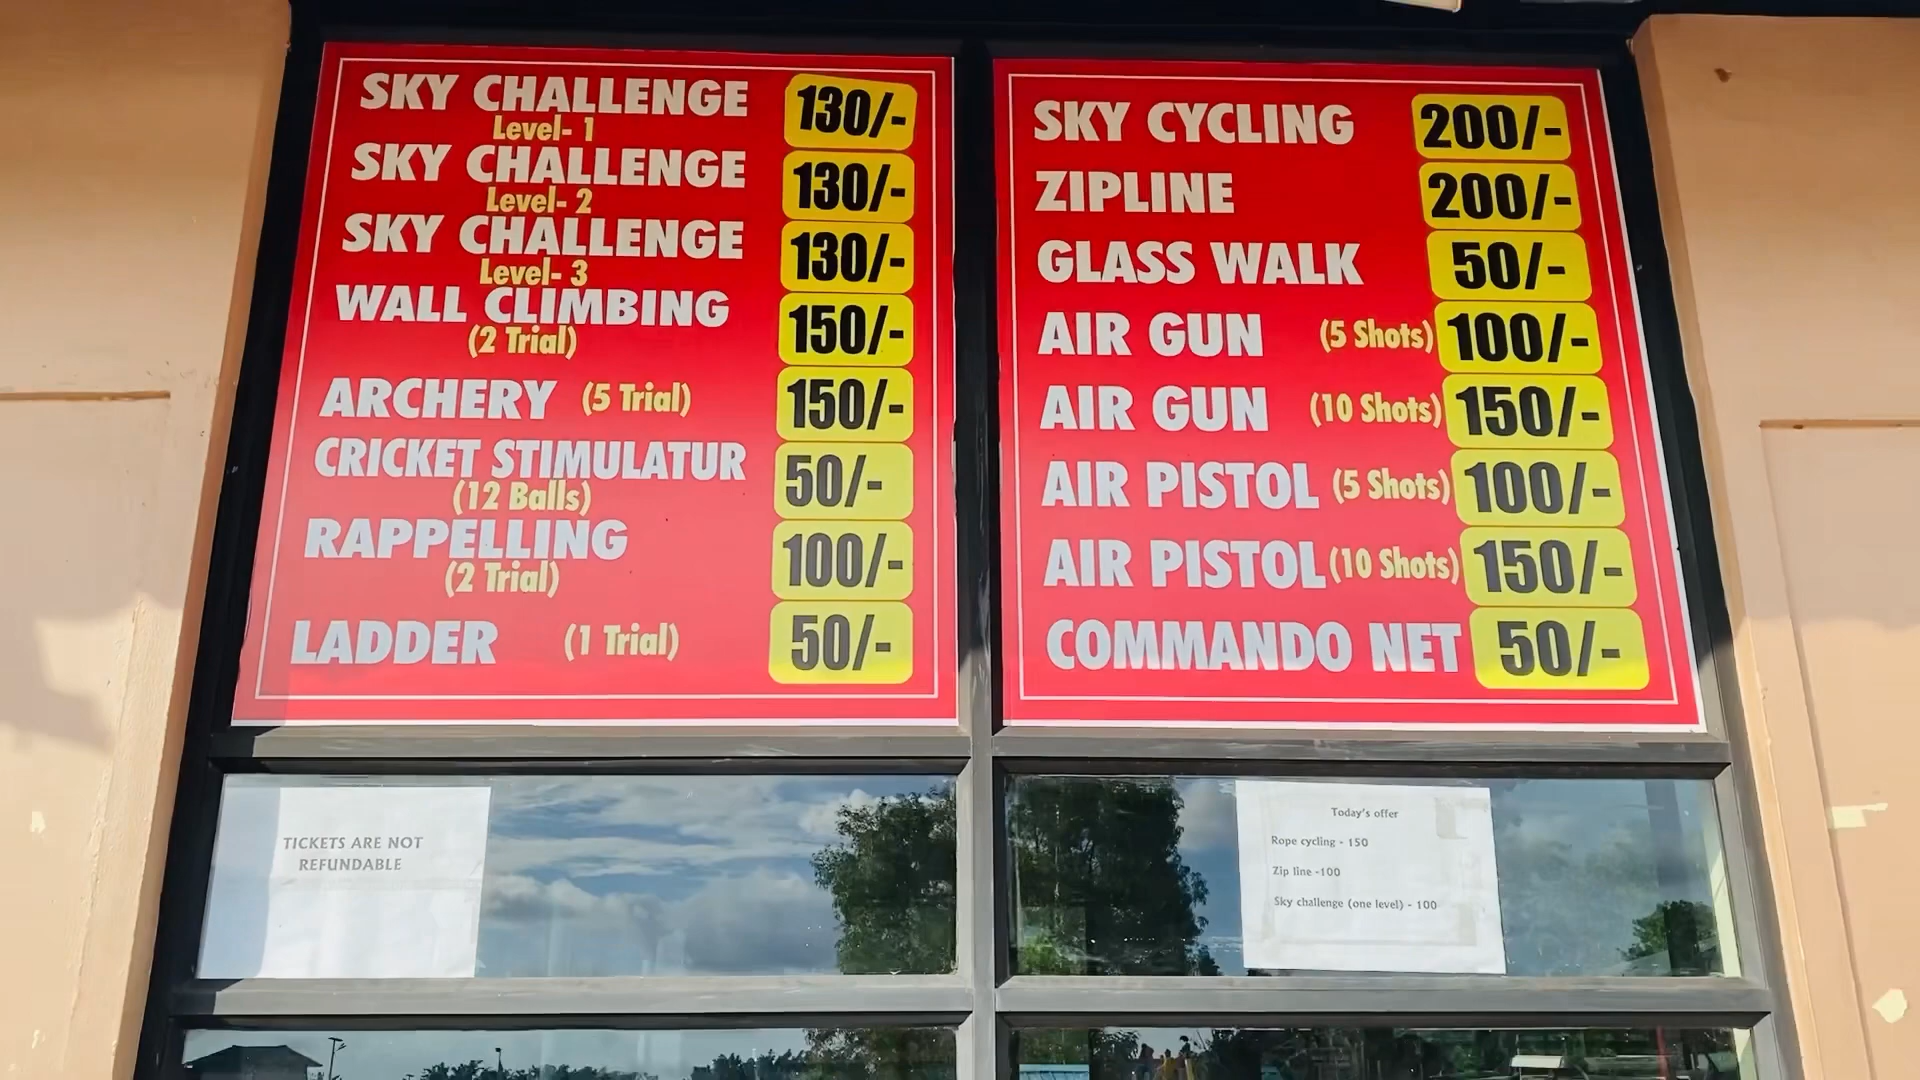 SKY CHALLENGE 130/-
Level- 1
SKY CHALLENGE 130/-
Level- 2
SKY CHALLENGE 130/-
Level- 3
WALL CLIMBING 150/-
(2 Trial)
ARCHERY (5 Trial) 150/-
CRICKET STIMULATUR 50/-
(12 Balls)
RAPPELLING 100/-
(2 Trial)
LADDER (1 Trial) 50/-
SKY CYCLING 200/-
ZIPLINE 200/-
GLASS WALK 50/-
AIR GUN (5 Shots) 100/-
AIR GUN (10 Shots) 150/-
AIR PISTOL (5 Shots) 100/-
AIR PISTOL (10 Shots) 150/-
COMMANDO NET 50/-
TICKETS ARE NOT
REFUNDABLE
Today's offer
Rope cycling - 150
Zip line -100
Sky challenge (one level) - 100